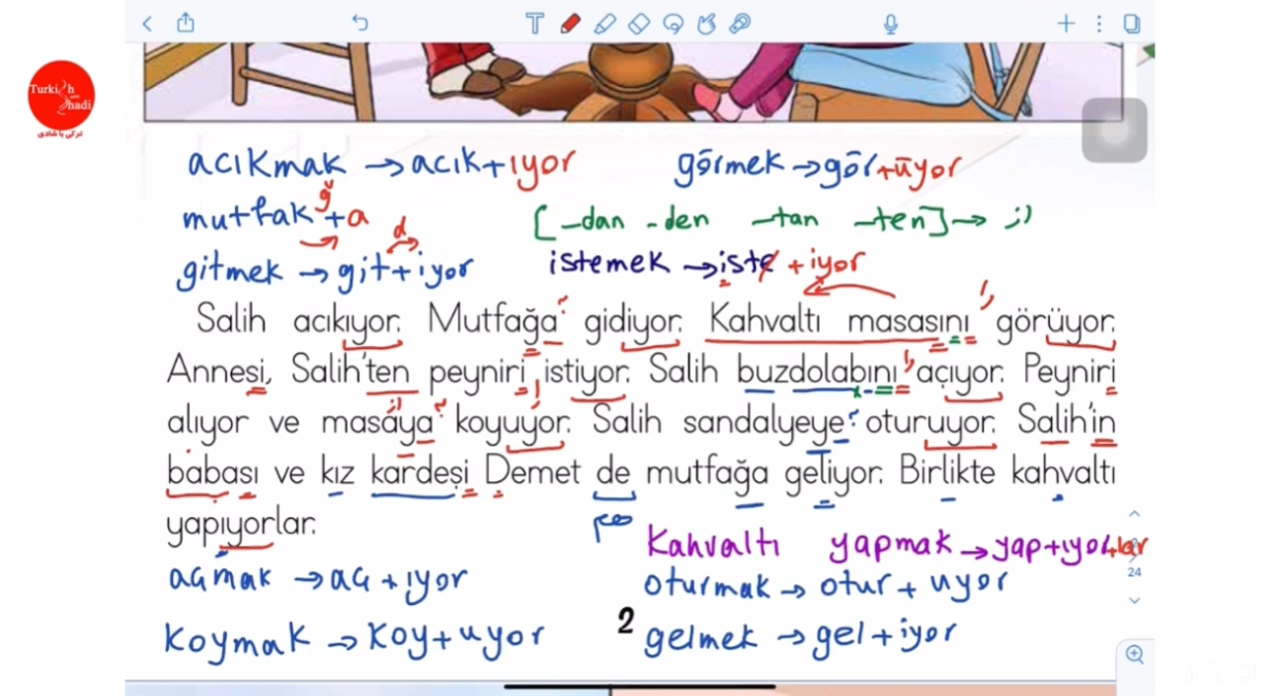 Turkish
with
Shadi
ترکی با شادی
acıkmak → acık+ıyor
görmek → gör+üyor
mutfak+a
ğ
[-dan -den -tan -ten] → از
gitmek → git+iyor
d
istemek → iste+iyor
Salih acıkıyor. Mutfağa gidiyor. Kahvaltı masasını görüyor.
Annesi, Salih'ten peyniri istiyor. Salih buzdolabını açıyor. Peyniri
alıyor ve masaya koyuyor. Salih sandalyeye oturuyor. Salih'in
babası ve kız kardeşi Demet de mutfağa geliyor. Birlikte kahvaltı
yapıyorlar.
هم
Kahvaltı yapmak → yap+ıyor+lar
24
açmak → aç+ıyor
oturmak → otur+uyor
2
koymak → koy+uyor
gelmek → gel+iyor